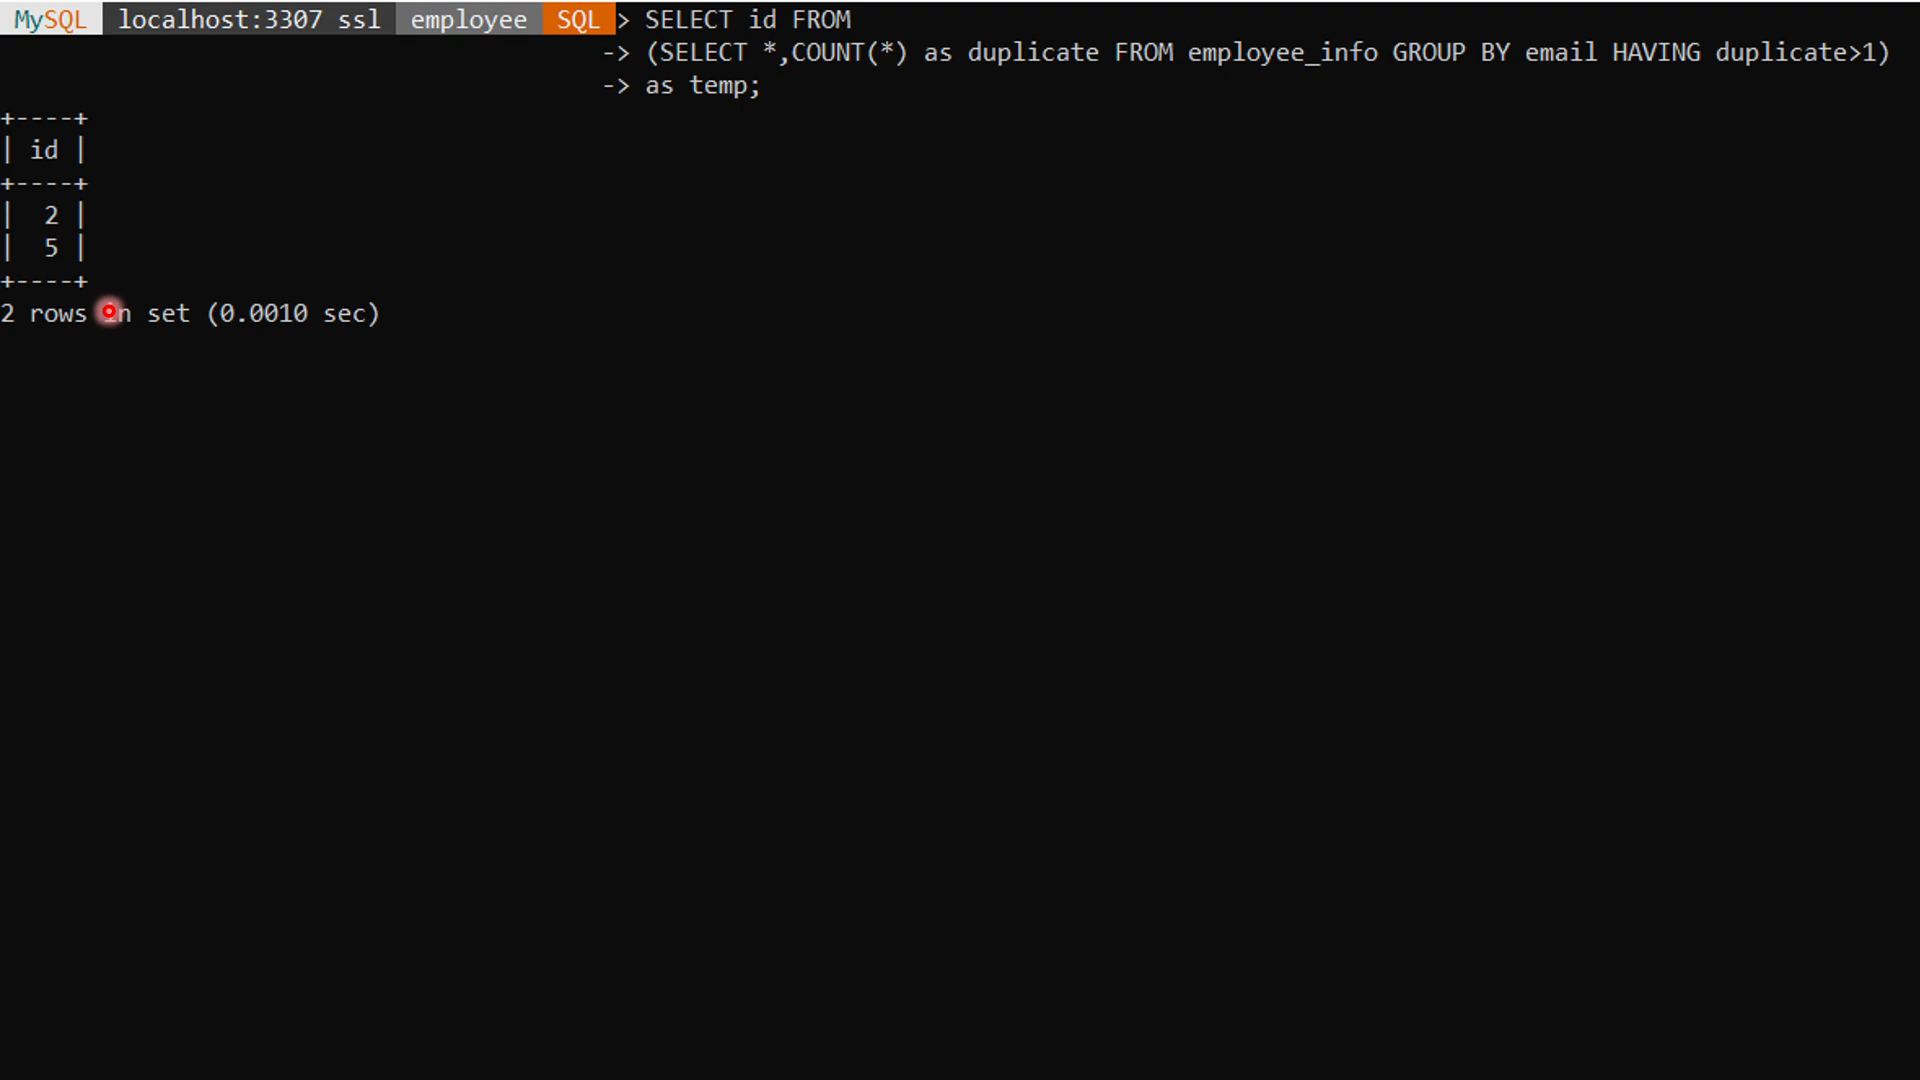 MySQL localhost:3307 ssl employee SQL > SELECT id FROM
-> (SELECT *,COUNT(*) as duplicate FROM employee_info GROUP BY email HAVING duplicate>1)
-> as temp;
+----+
| id |
+----+
|  2 |
|  5 |
+----+
2 rows in set (0.0010 sec)